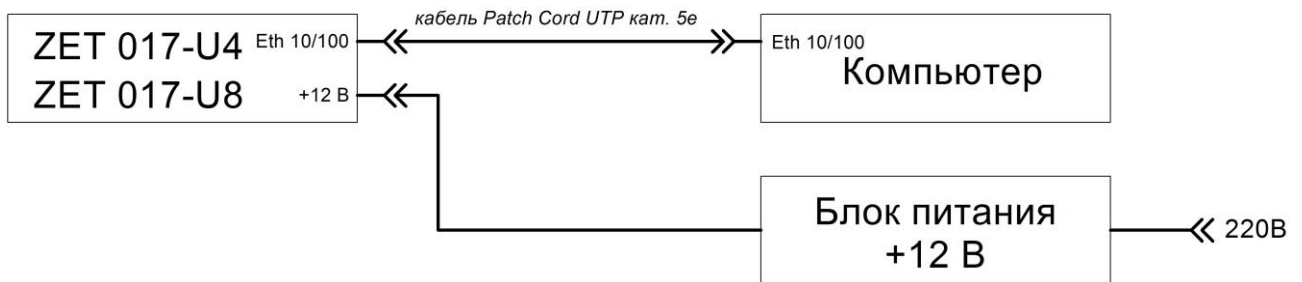 кабель Patch Cord UTP кат. 5e
ZET 017-U4
Eth 10/100
Eth 10/100
Компьютер
ZET 017-U8
+12 В
Блок питания
+12 В
220В